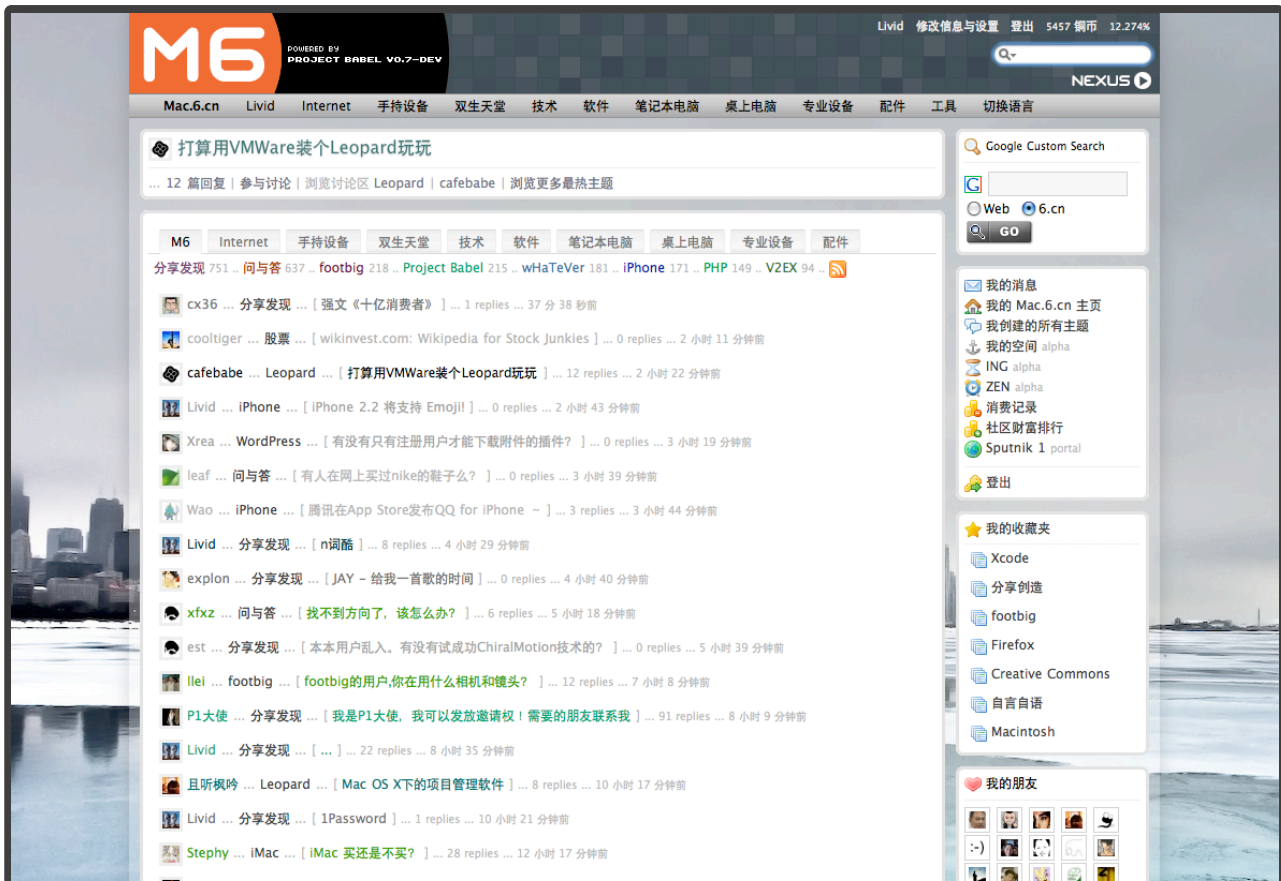 M6
POWERED BY
PROJECT BABEL V0.7-DEV
Livid 修改信息与设置 登出 5457 铜币 12.274%
NEXUS
Mac.6.cn Livid Internet 手持设备 双生天堂 技术 软件 笔记本电脑 桌上电脑 专业设备 配件 工具 切换语言
打算用VMWare装个Leopard玩玩
... 12 篇回复 | 参与讨论 | 浏览讨论区 Leopard | cafebabe | 浏览更多最热主题
M6 Internet 手持设备 双生天堂 技术 软件 笔记本电脑 桌上电脑 专业设备 配件
分享发现 751 .. 问与答 637 .. footbig 218 .. Project Babel 215 .. wHaTeVer 181 .. iPhone 171 .. PHP 149 .. V2EX 94 ..
cx36 ... 分享发现 ... [ 强文《十亿消费者》 ] ... 1 replies ... 37 分 38 秒前
cooltiger ... 股票 ... [ wikinvest.com: Wikipedia for Stock Junkies ] ... 0 replies ... 2 小时 11 分钟前
cafebabe ... Leopard ... [ 打算用VMWare装个Leopard玩玩 ] ... 12 replies ... 2 小时 22 分钟前
Livid ... iPhone ... [ iPhone 2.2 将支持 Emoji! ] ... 0 replies ... 2 小时 43 分钟前
Xrea ... WordPress ... [ 有没有只有注册用户才能下载附件的插件？ ] ... 0 replies ... 3 小时 19 分钟前
leaf ... 问与答 ... [ 有人在网上买过nike的鞋子么？ ] ... 0 replies ... 3 小时 39 分钟前
Wao ... iPhone ... [ 腾讯在App Store发布QQ for iPhone ～ ] ... 3 replies ... 3 小时 44 分钟前
Livid ... 分享发现 ... [ n词酷 ] ... 8 replies ... 4 小时 29 分钟前
explon ... 分享发现 ... [ JAY – 给我一首歌的时间 ] ... 0 replies ... 4 小时 40 分钟前
xfxz ... 问与答 ... [ 找不到方向了，该怎么办？ ] ... 6 replies ... 5 小时 18 分钟前
est ... 分享发现 ... [ 本本用户乱入。有没有试成功ChiralMotion技术的？ ] ... 0 replies ... 5 小时 39 分钟前
llei ... footbig ... [ footbig的用户,你在用什么相机和镜头？ ] ... 12 replies ... 7 小时 8 分钟前
P1大使 ... 分享发现 ... [ 我是P1大使，我可以发放邀请权！需要的朋友联系我 ] ... 91 replies ... 8 小时 9 分钟前
Livid ... 分享发现 ... [ ... ] ... 22 replies ... 8 小时 35 分钟前
且听枫吟 ... Leopard ... [ Mac OS X下的项目管理软件 ] ... 8 replies ... 10 小时 17 分钟前
Livid ... 分享发现 ... [ 1Password ] ... 1 replies ... 10 小时 21 分钟前
Stephy ... iMac ... [ iMac 买还是不买？ ] ... 28 replies ... 12 小时 17 分钟前
Google Custom Search
G
Web 6.cn
GO
我的消息
我的 Mac.6.cn 主页
我创建的所有主题
我的空间 alpha
ING alpha
ZEN alpha
消费记录
社区财富排行
Sputnik 1 portal
登出
我的收藏夹
Xcode
分享创造
footbig
Firefox
Creative Commons
自言自语
Macintosh
我的朋友
:-)